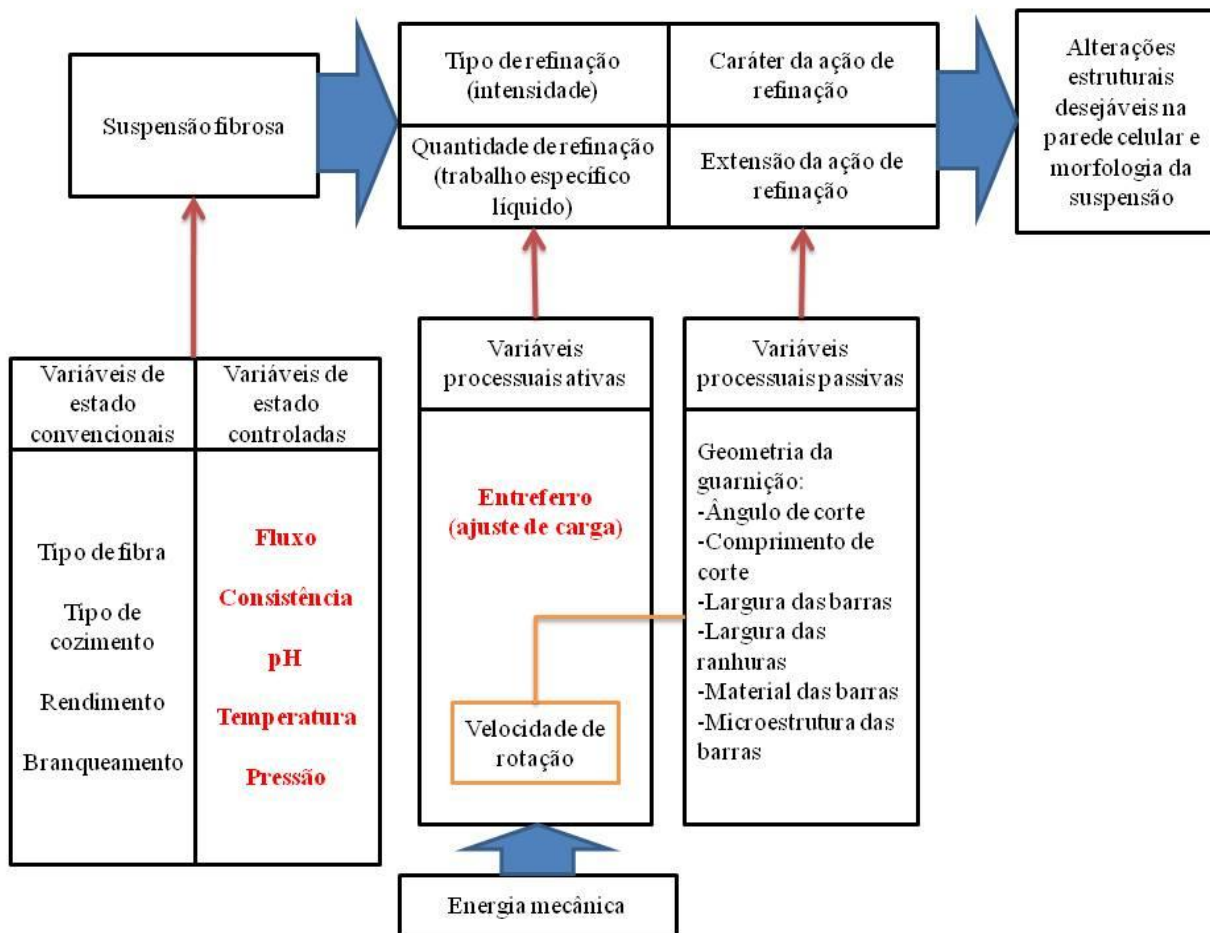 Suspensão fibrosa
Tipo de refinação
(intensidade)
Caráter da ação de
refinação
Quantidade de refinação
(trabalho específico
líquido)
Extensão da ação de
refinação
Alterações
estruturais
desejáveis na
parede celular e
morfologia da
suspensão
Variáveis de
estado
convencionais
Variáveis de
estado
controladas
Tipo de fibra
Tipo de
cozimento
Rendimento
Branqueamento
Fluxo
Consistência
pH
Temperatura
Pressão
Variáveis
processuais ativas
Entreferro
(ajuste de carga)
Velocidade de
rotação
Variáveis
processuais passivas
Geometria da
guarnição:
-Ângulo de corte
-Comprimento de
corte
-Largura das barras
-Largura das
ranhuras
-Material das barras
-Microestrutura das
barras
Energia mecânica